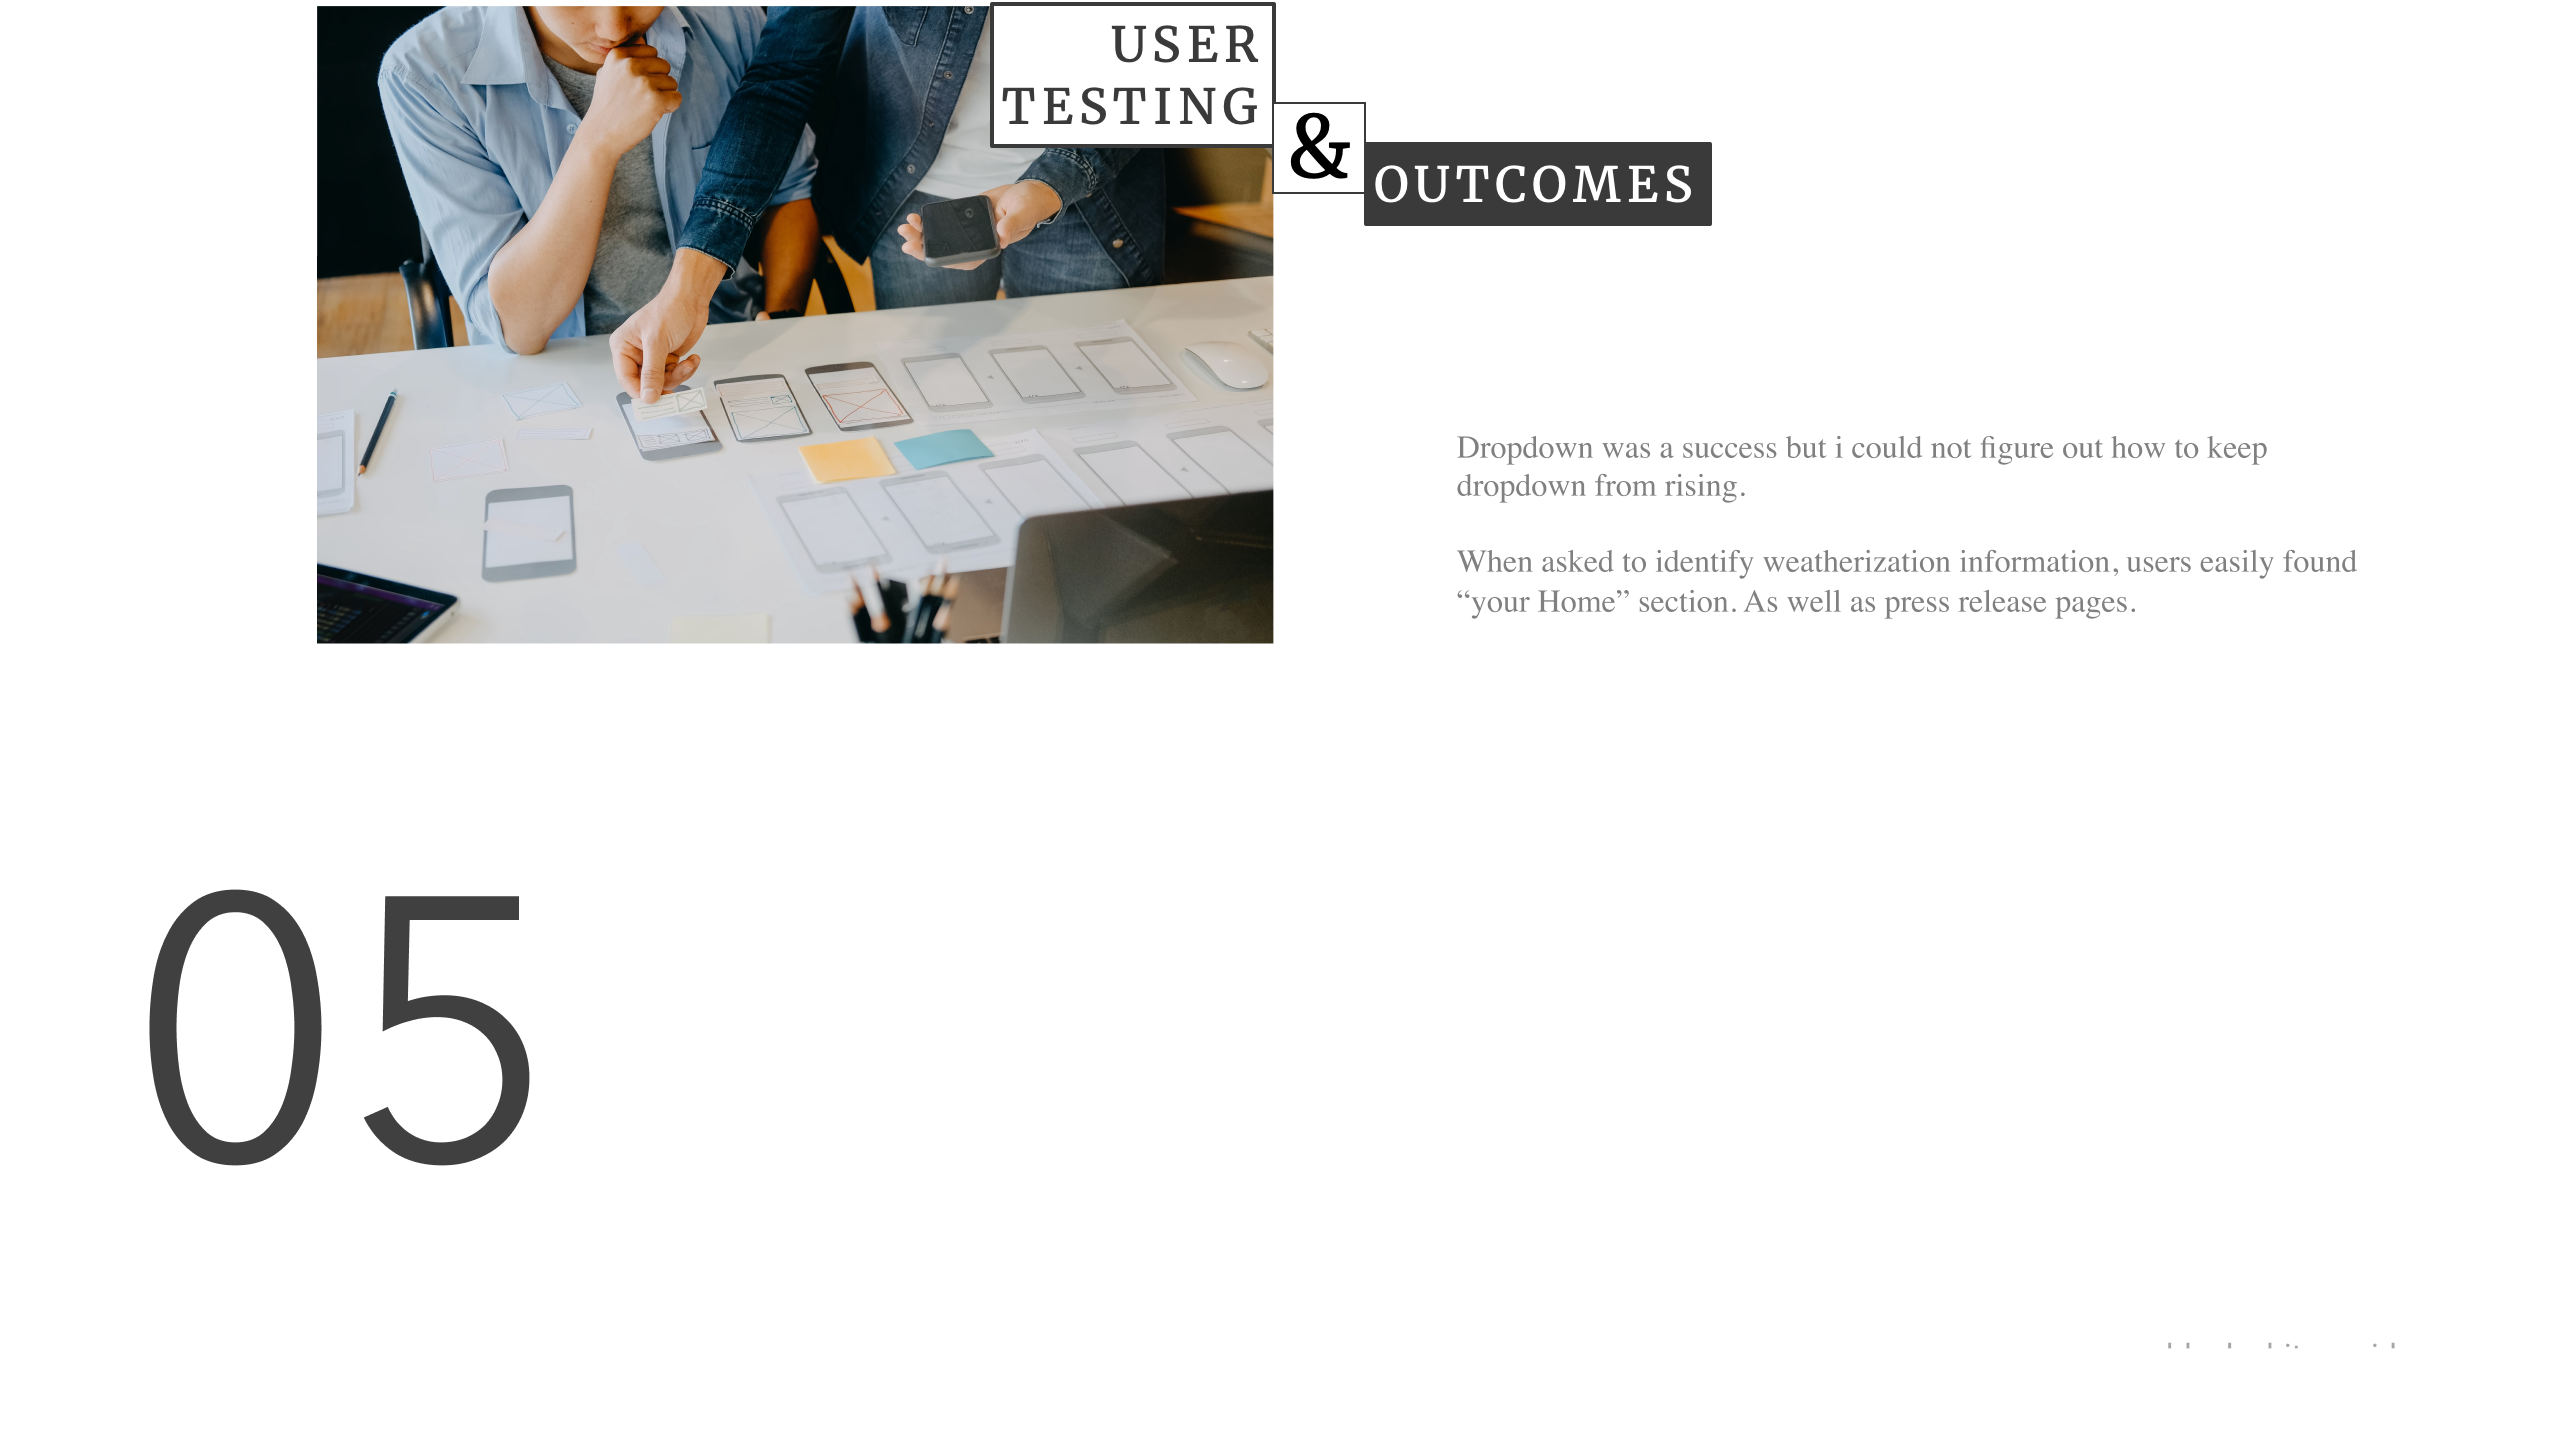 USER
TESTING
&
OUTCOMES
Dropdown was a success but i could not figure out how to keep
dropdown from rising.
When asked to identify weatherization information, users easily found
“your Home” section. As well as press release pages.
05